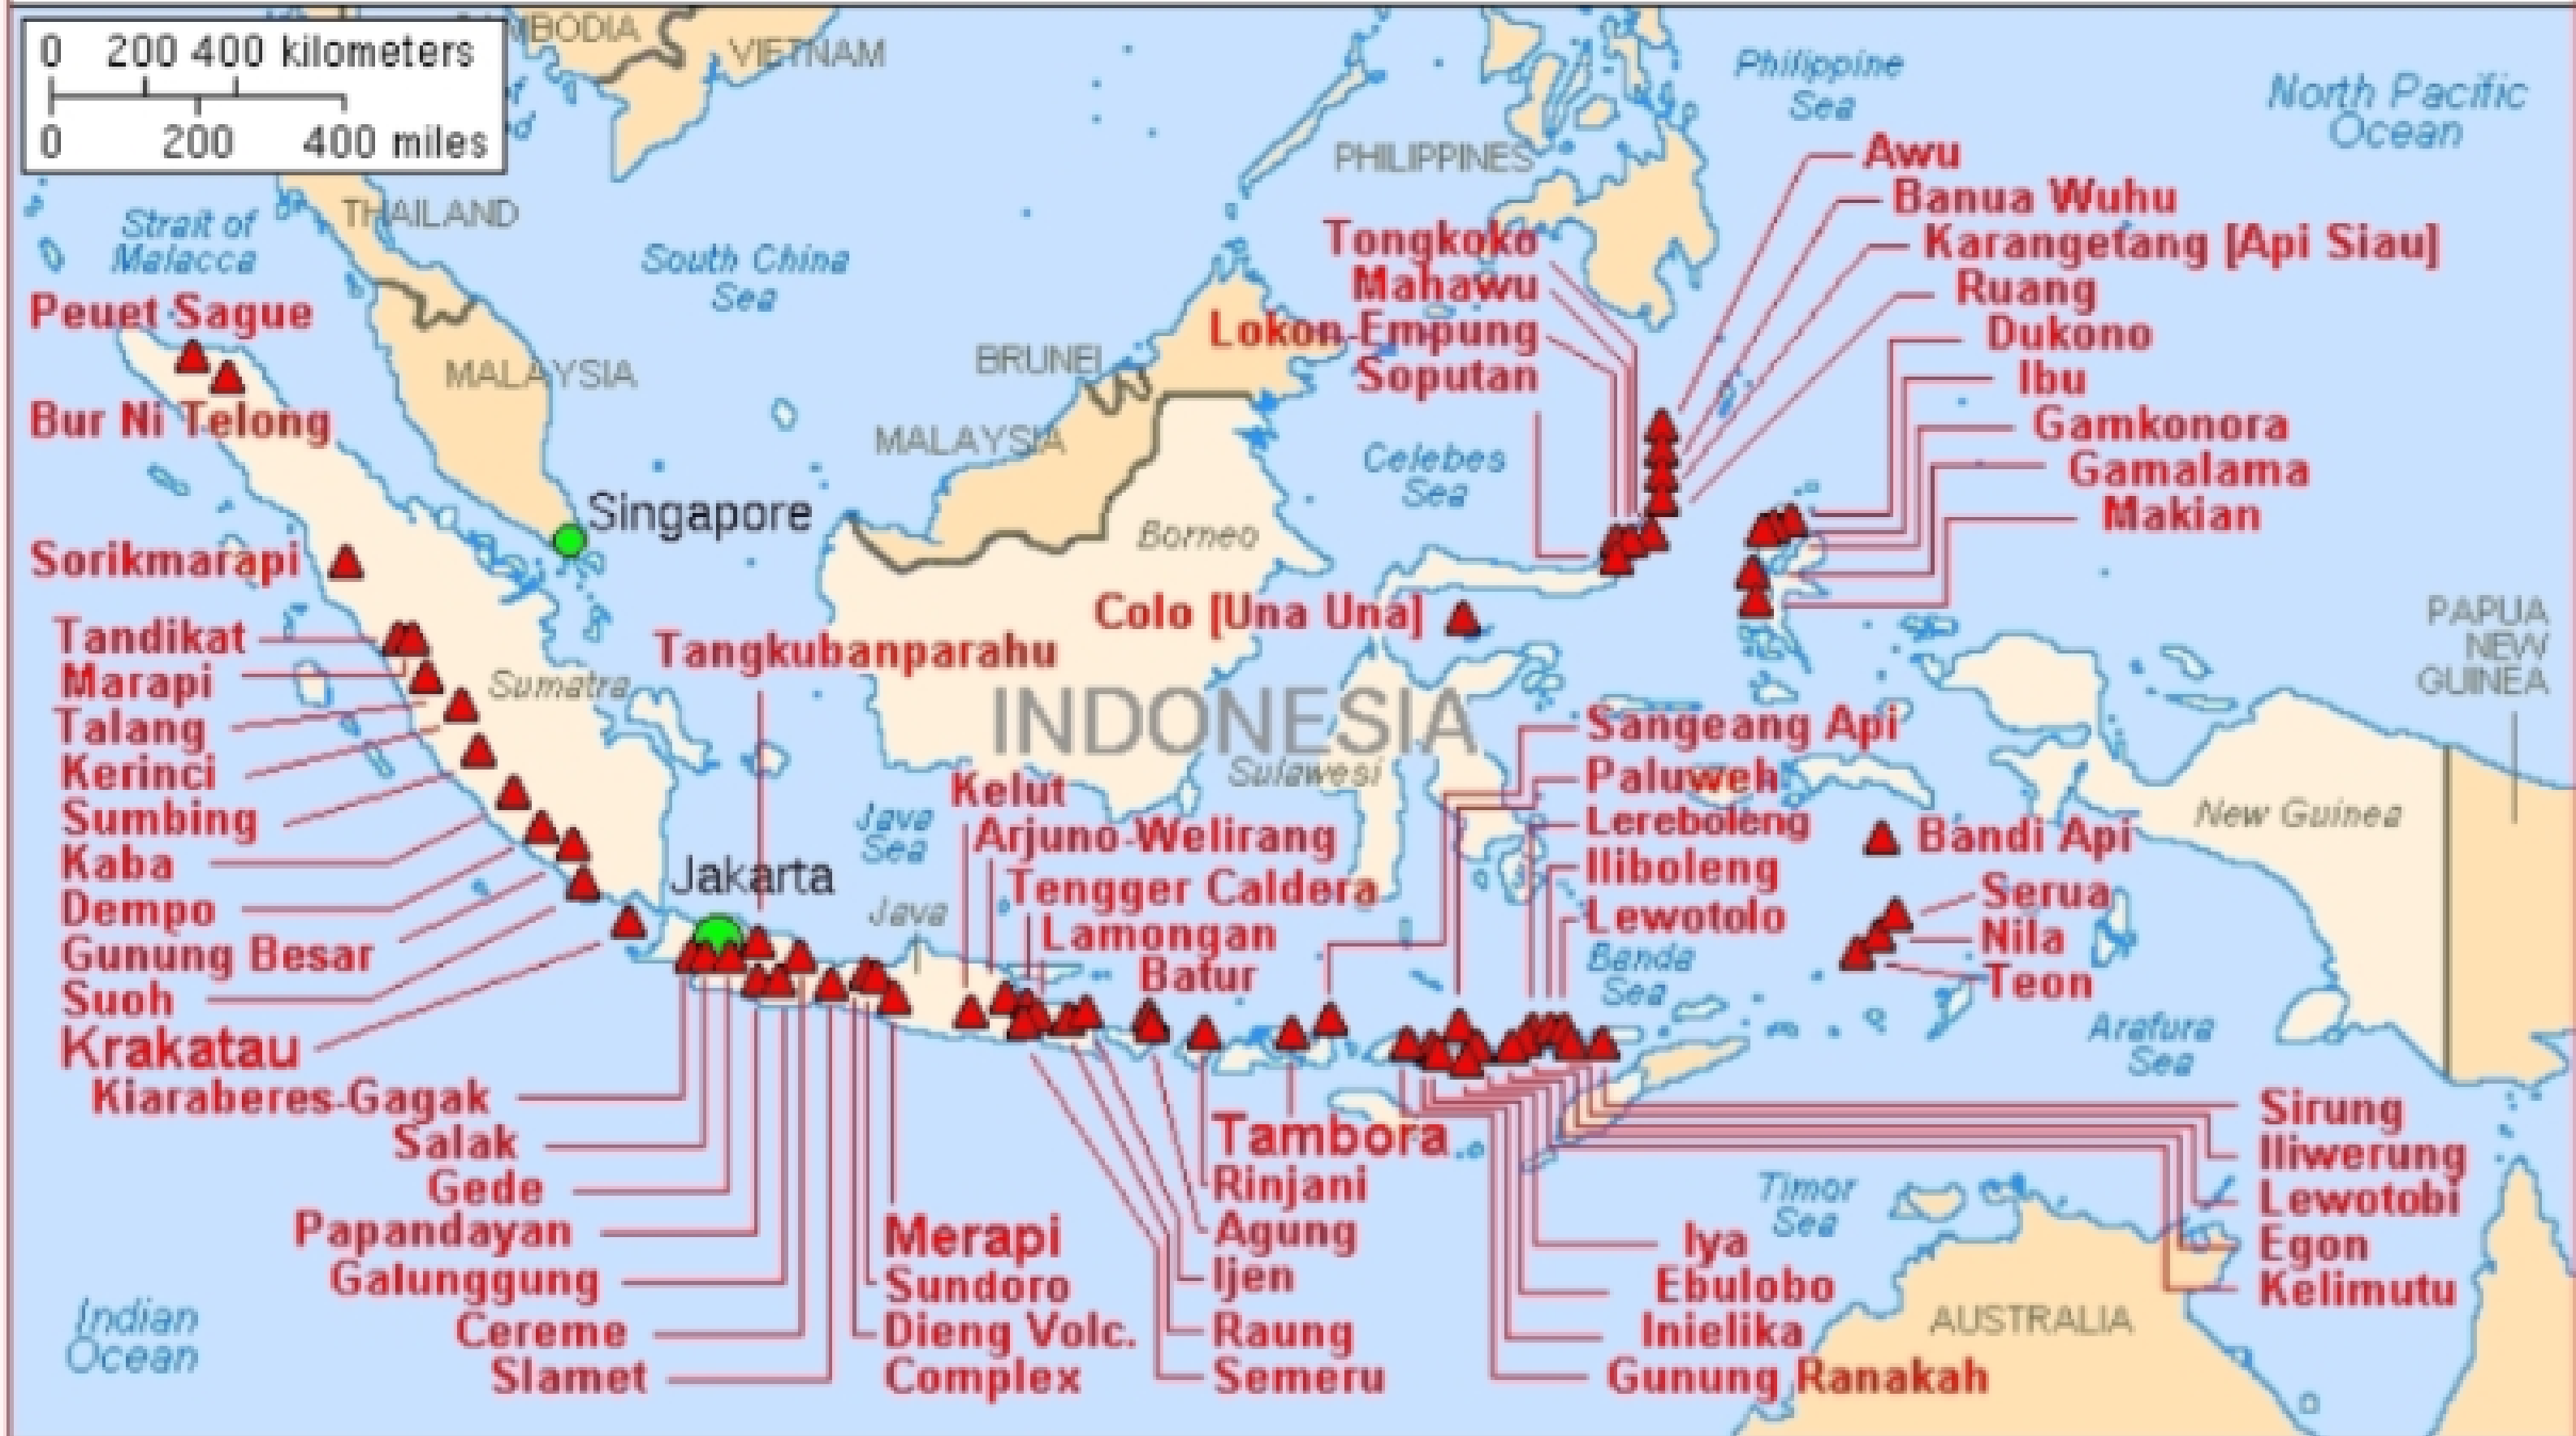 0 200 400 kilometers
0 200 400 miles
CAMBODIA
VIETNAM
Philippine
Sea
North Pacific
Ocean
THAILAND
PHILIPPINES
Strait of
Malacca
South China
Sea
Awu
Banua Wuhu
Karangetang [Api Siau]
Ruang
Dukono
Ibu
Gamkonora
Gamalama
Makian
Tongkoko
Mahawu
Lokon-Empung
Soputan
Peuet Sague
Bur Ni Telong
MALAYSIA
BRUNEI
MALAYSIA
Celebes
Sea
Singapore
Borneo
Sorikmarapi
Colo [Una Una]
PAPUA
NEW
GUINEA
Tandikat
Marapi
Talang
Kerinci
Sumbing
Kaba
Dempo
Gunung Besar
Suoh
Krakatau
Sumatra
Tangkubanparahu
INDONESIA
Sulawesi
Java
Sea
Jakarta
Java
Kelut
Arjuno-Welirang
Tengger Caldera
Lamongan
Batur
Sangeang Api
Paluweh
Lereboleng
Iliboleng
Lewotolo
Banda
Sea
New Guinea
Bandi Api
Serua
Nila
Teon
Arafura
Sea
Kiaraberes-Gagak
Salak
Gede
Papandayan
Galunggung
Cereme
Slamet
Merapi
Sundoro
Dieng Volc.
Complex
Tambora
Rinjani
Agung
Ijen
Raung
Semeru
Timor
Sea
Iya
Ebulobo
Inielika
Gunung Ranakah
Sirung
Iliwerung
Lewotobi
Egon
Kelimutu
AUSTRALIA
Indian
Ocean